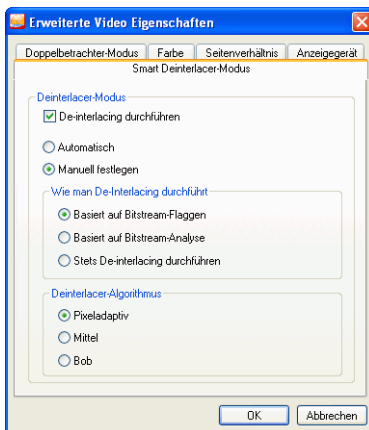 Erweiterte Video Eigenschaften
Doppelbetrachter-Modus Farbe Seitenverhältnis Anzeigegerät
Smart Deinterlacer-Modus
Deinterlacer-Modus
De-interlacing durchführen
Automatisch
Manuell festlegen
Wie man De-Interlacing durchführt
Basiert auf Bitstream-Flaggen
Basiert auf Bitstream-Analyse
Stets De-interlacing durchführen
Deinterlacer-Algorithmus
Pixeladaptiv
Mittel
Bob
OK Abbrechen